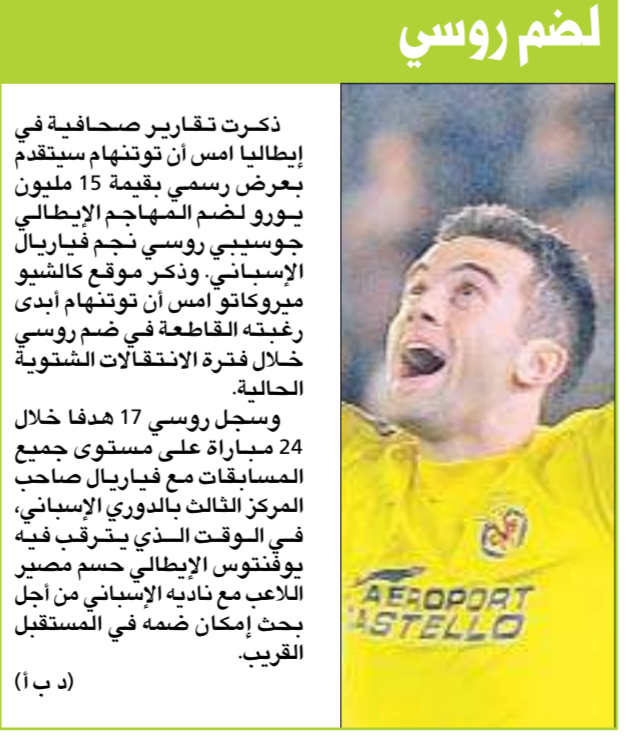 لضم روسي
ذكرت تقارير صحافية في
إيطاليا امس أن توتنهام سيتقدم
بعرض رسمي بقيمة 15 مليون
يورو لضم المهاجم الإيطالي
جوسيبي روسي نجم فياريال
الإسباني. وذكر موقع كالشيو
ميروكاتو امس أن توتنهام أبدى
رغبته القاطعة في ضم روسي
خلال فترة الانتقالات الشتوية
الحالية.
وسجل روسي 17 هدفا خلال
24 مباراة على مستوى جميع
المسابقات مع فياريال صاحب
المركز الثالث بالدوري الإسباني،
في الوقت الذي يترقب فيه
يوفنتوس الإيطالي حسم مصير
اللاعب مع ناديه الإسباني من أجل
بحث إمكان ضمه في المستقبل
القريب.
(د ب أ)
AEROPORT
CASTELLO